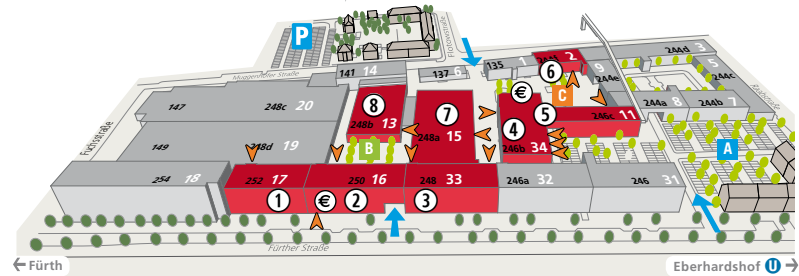 P
Muggenhofer Straße
Fuchsstraße
Raabstraße
141 14
137 6
135 1
244f 2
9
244e
244d 3
5
244c
147
248c 20
8
248b 13
7
248a 15
€
6
C
5
246c 11
4
246b 34
244a 8
244b 7
149
248d 19
B
A
254 18
252 17
250 16
248 33
246a 32
246 31
1
€
2
3
Fürther Straße
Fürth
Eberhardshof U